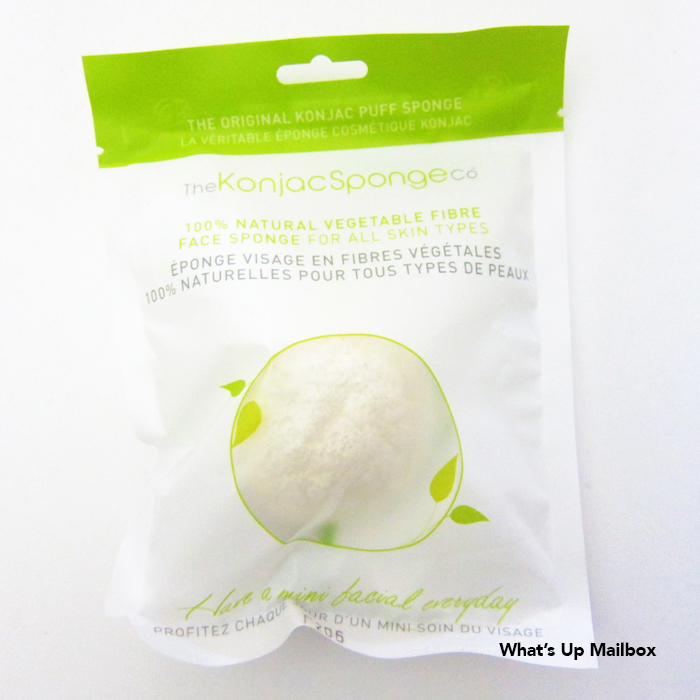 THE ORIGINAL KONJAC PUFF SPONGE
LA VÉRITABLE ÉPONGE COSMÉTIQUE KONJAC
TheKonjacSpongeCo
100% NATURAL VEGETABLE FIBRE
FACE SPONGE FOR ALL SKIN TYPES
ÉPONGE VISAGE EN FIBRES VÉGÉTALES
100% NATURELLES POUR TOUS TYPES DE PEAUX
Have a mini facial everyday
PROFITEZ CHAQUE D'UN MINI SOIN DU VISAGE
What's Up Mailbox